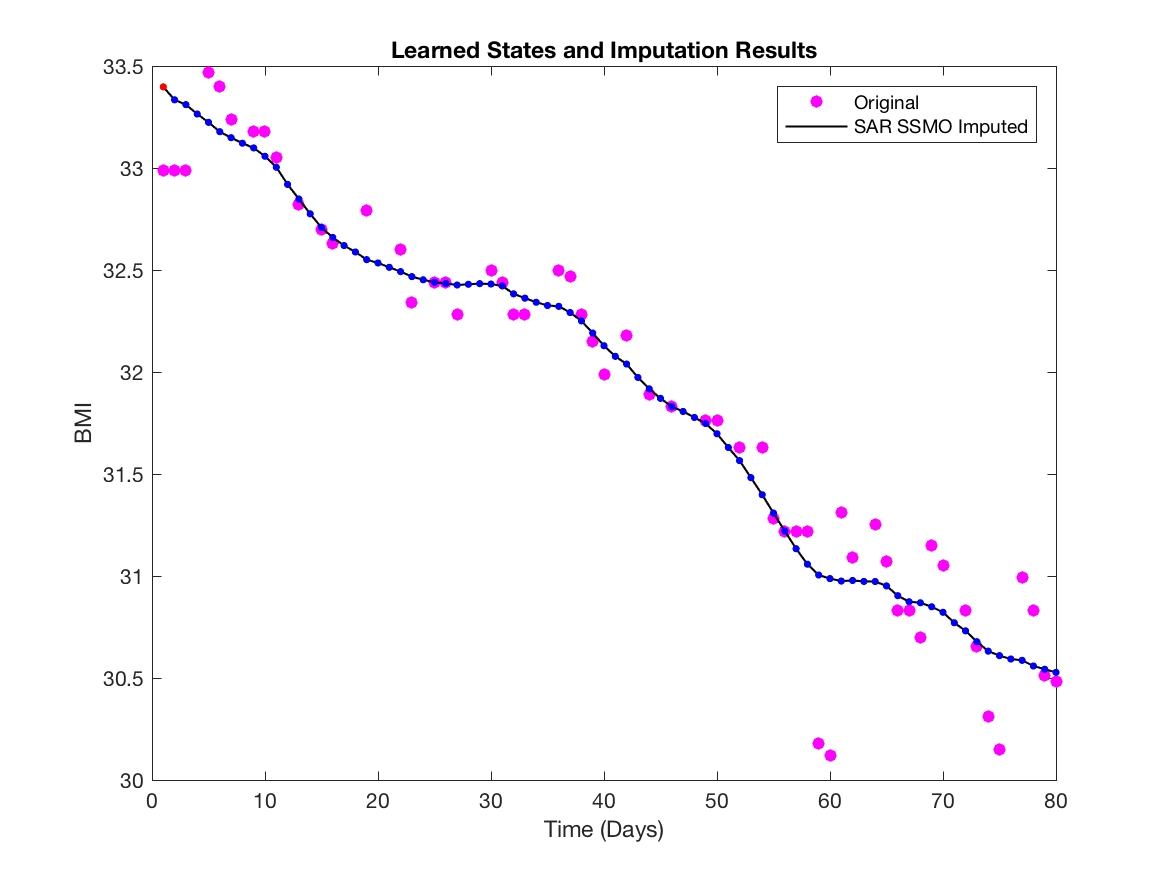 Learned States and Imputation Results
33.5
33
32.5
32
31.5
31
30.5
30
BMI
Original
SAR SSMO Imputed
0 10 20 30 40 50 60 70 80
Time (Days)